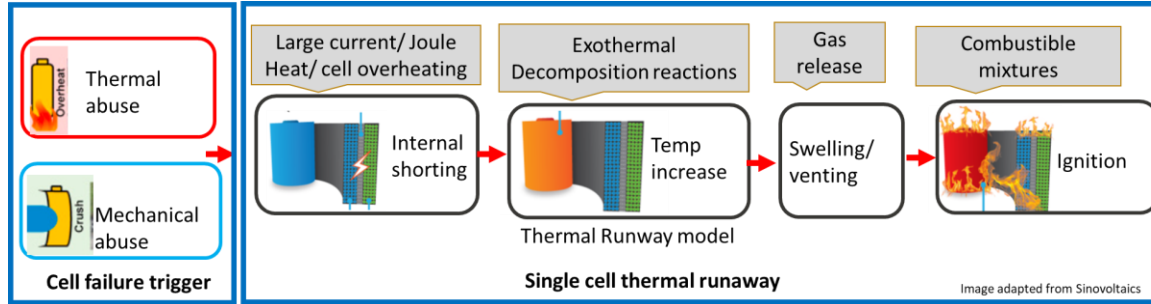 Overheat
Thermal
abuse
Crush
Mechanical
abuse
Cell failure trigger
Large current/ Joule
Heat/ cell overheating
Internal
shorting
Exothermal
Decomposition reactions
Temp
increase
Thermal Runway model
Gas
release
Swelling/
venting
Combustible
mixtures
Ignition
Single cell thermal runaway
Image adapted from Sinovoltaics